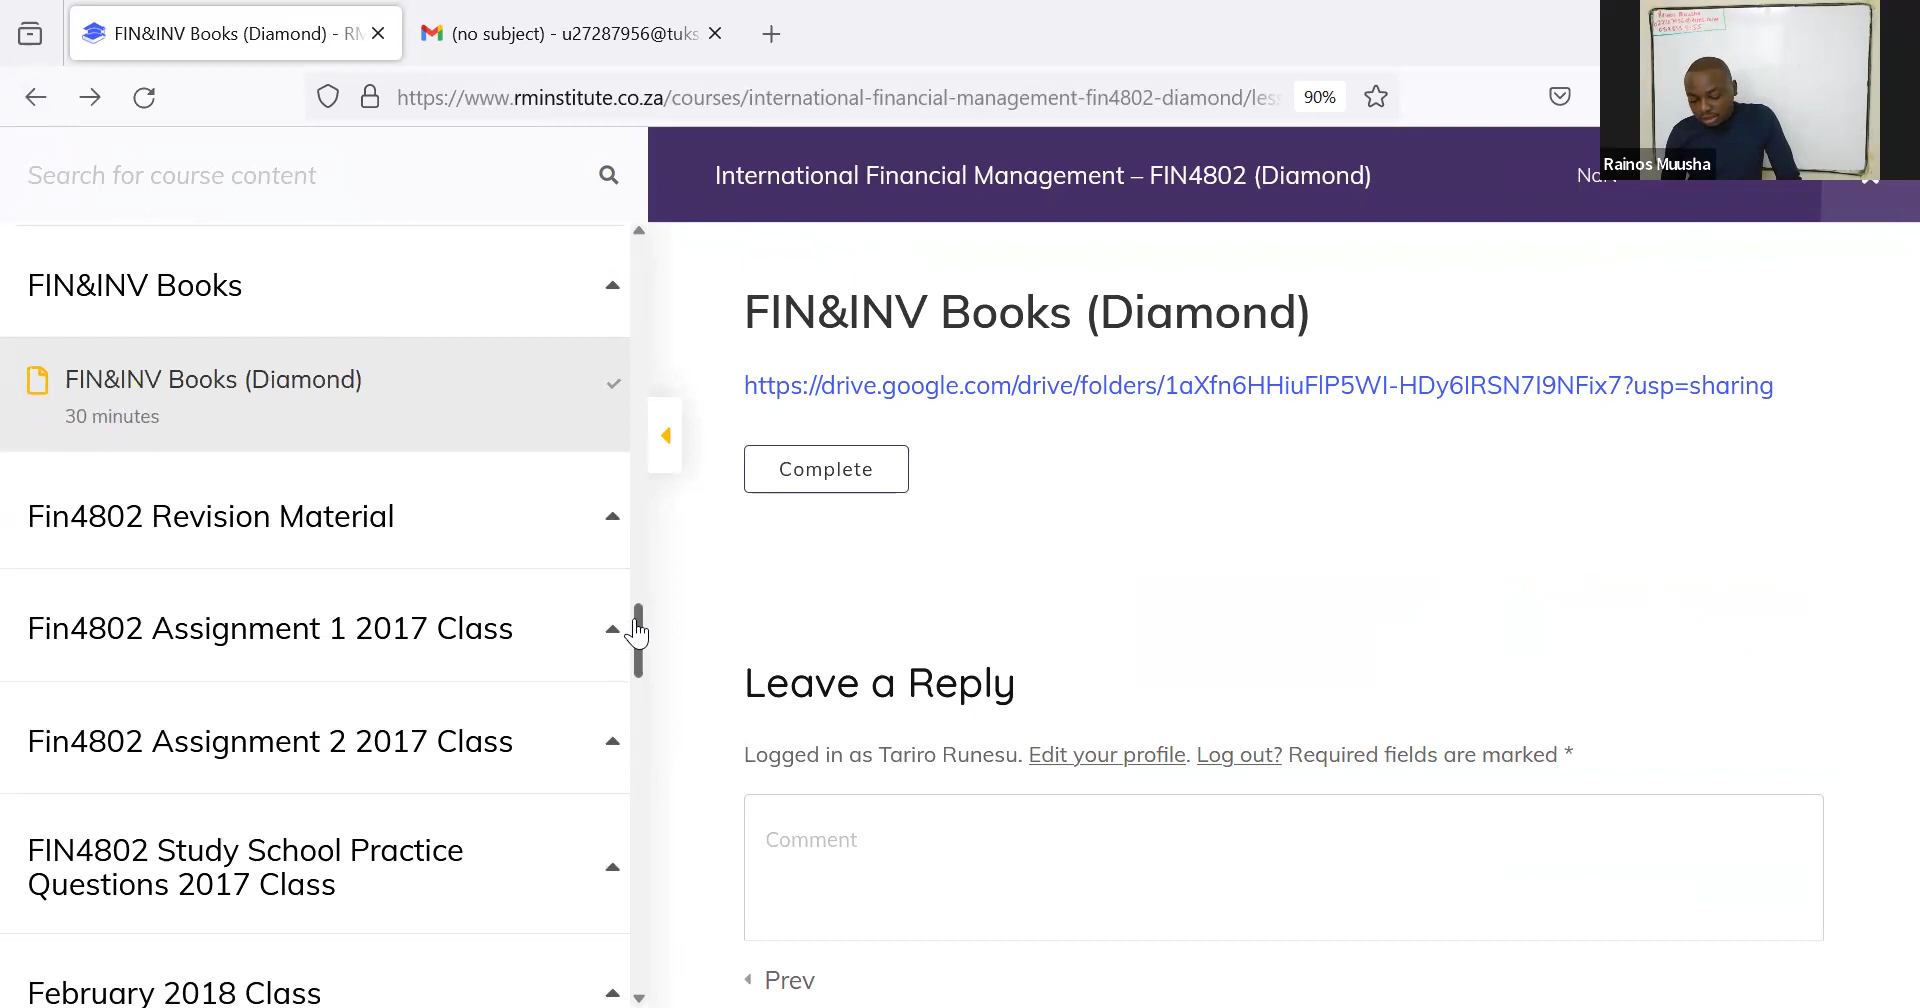 FIN&INV Books (Diamond) - RM
(no subject) - u27287956@tuks
https://www.rminstitute.co.za/courses/international-financial-management-fin4802-diamond/les
90%
Rainos Muusha
Search for course content
International Financial Management – FIN4802 (Diamond)
FIN&INV Books
FIN&INV Books (Diamond)
30 minutes
Fin4802 Revision Material
Fin4802 Assignment 1 2017 Class
Fin4802 Assignment 2 2017 Class
FIN4802 Study School Practice
Questions 2017 Class
February 2018 Class
FIN&INV Books (Diamond)
https://drive.google.com/drive/folders/1aXfn6HHiuFlP5WI-HDy6IRSN7I9NFix7?usp=sharing
Complete
Leave a Reply
Logged in as Tariro Runesu. Edit your profile. Log out? Required fields are marked *
Comment
Prev